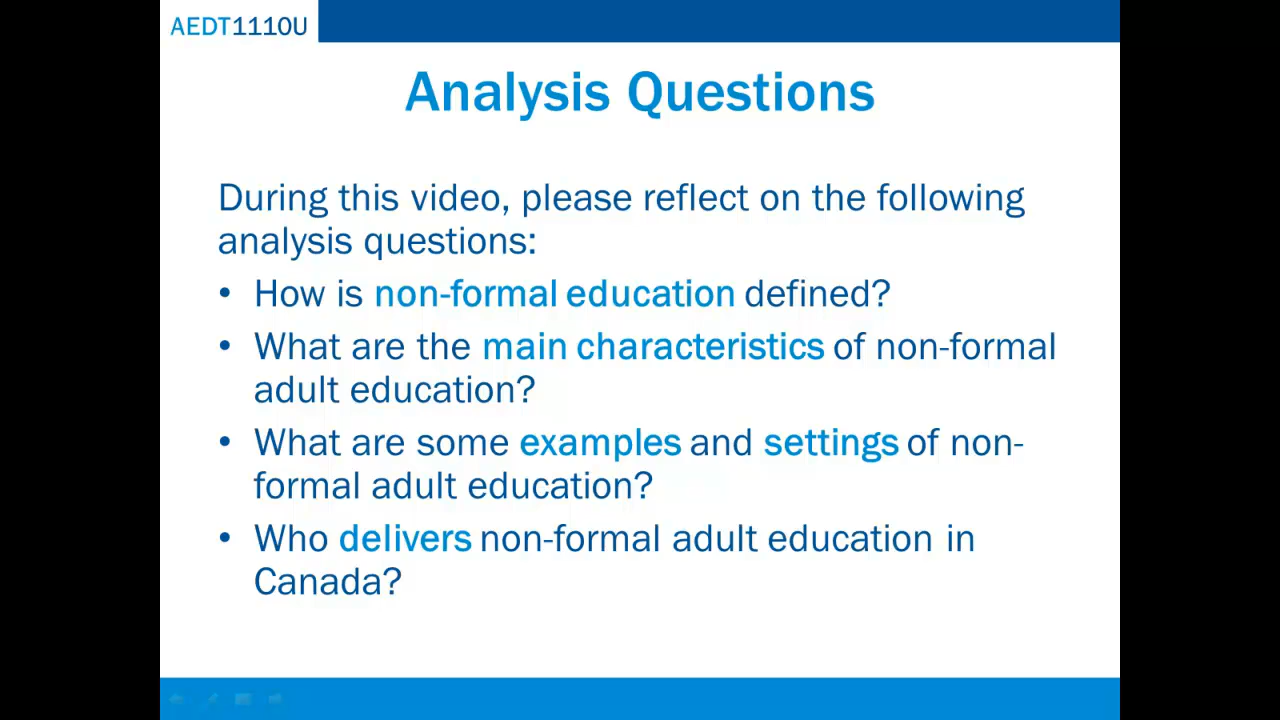 AEDT1110U
Analysis Questions
During this video, please reflect on the following
analysis questions:
• How is non-formal education defined?
• What are the main characteristics of non-formal
adult education?
• What are some examples and settings of non-
formal adult education?
• Who delivers non-formal adult education in
Canada?